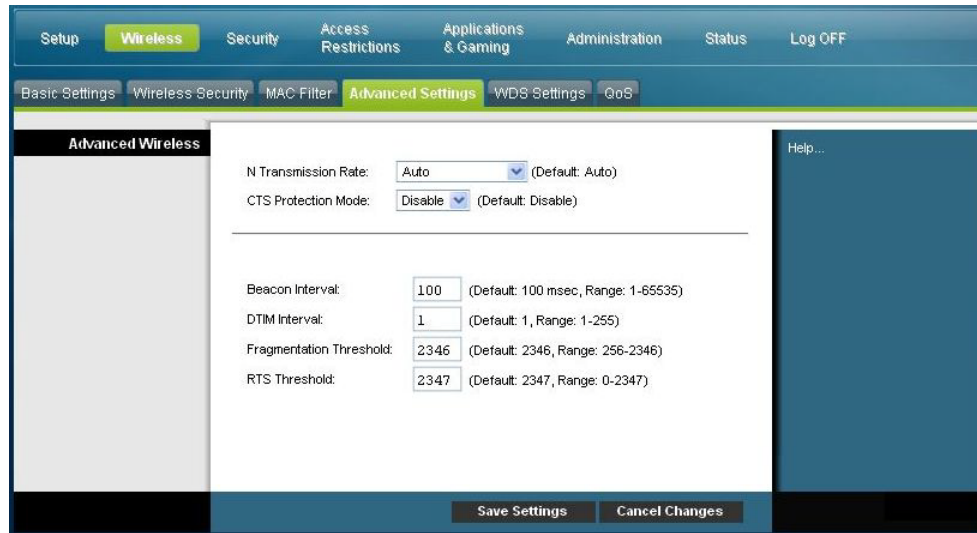 Setup Wireless Security Access Restrictions Applications & Gaming Administration Status Log OFF
Basic Settings Wireless Security MAC Filter Advanced Settings WDS Settings QoS
Advanced Wireless
Help...
N Transmission Rate: Auto (Default: Auto)
CTS Protection Mode: Disable (Default: Disable)
Beacon Interval: 100 (Default: 100 msec, Range: 1-65535)
DTIM Interval: 1 (Default: 1, Range: 1-255)
Fragmentation Threshold: 2346 (Default: 2346, Range: 256-2346)
RTS Threshold: 2347 (Default: 2347, Range: 0-2347)
Save Settings Cancel Changes